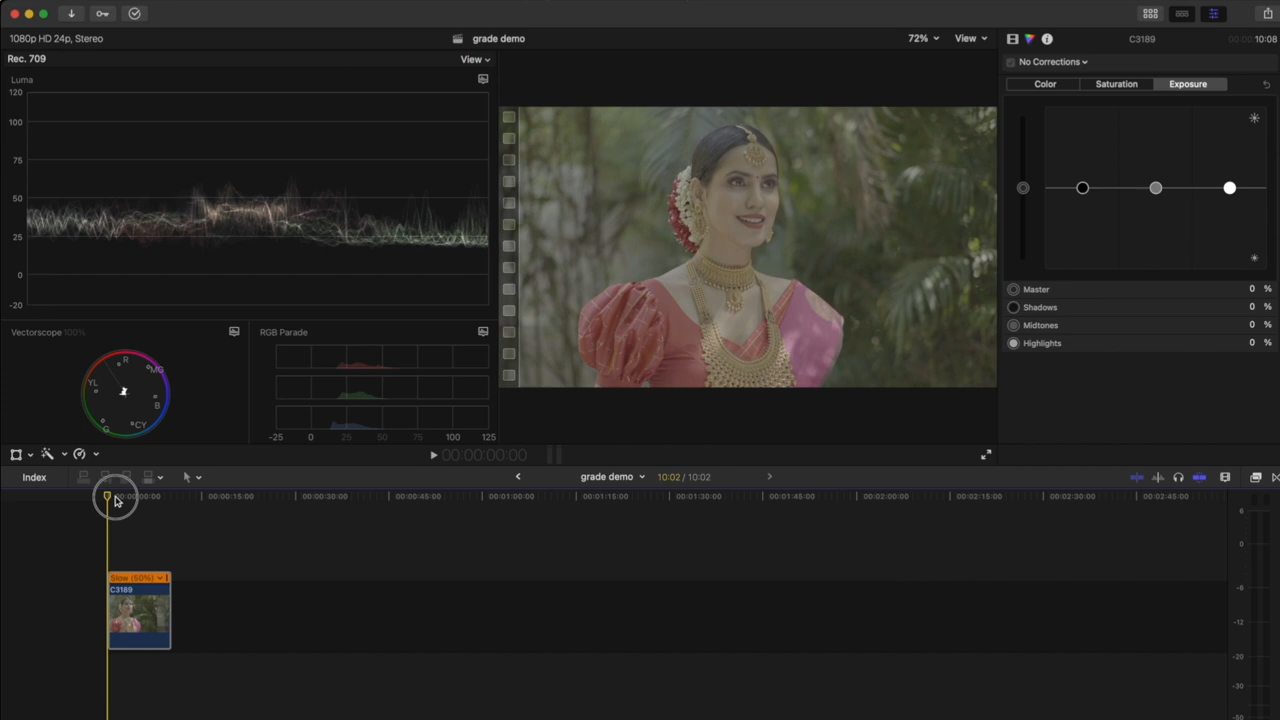 1080p HD 24p, Stereo
grade demo
72%
View
C3189
00:00 10:08
Rec. 709
View
No Corrections
Luma
Color
Saturation
Exposure
120
100
75
50
25
0
-20
Master 0 %
Shadows 0 %
Midtones 0 %
Highlights 0 %
Vectorscope 100%
RGB Parade
R
MG
YL
B
CY
G
-25 0 25 50 75 100 125
00:00:00:00
Index
grade demo
10:02 / 10:02
00:00:00:00 00:00:15:00 00:00:30:00 00:00:45:00 00:01:00:00 00:01:15:00 00:01:30:00 00:01:45:00 00:02:00:00 00:02:15:00 00:02:30:00 00:02:45:00
Slow (50%)
C3189
6
0
-6
-12
-20
-30
-50